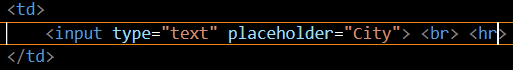 <td>
<input type="text" placeholder="City"> <br> <hr>
</td>